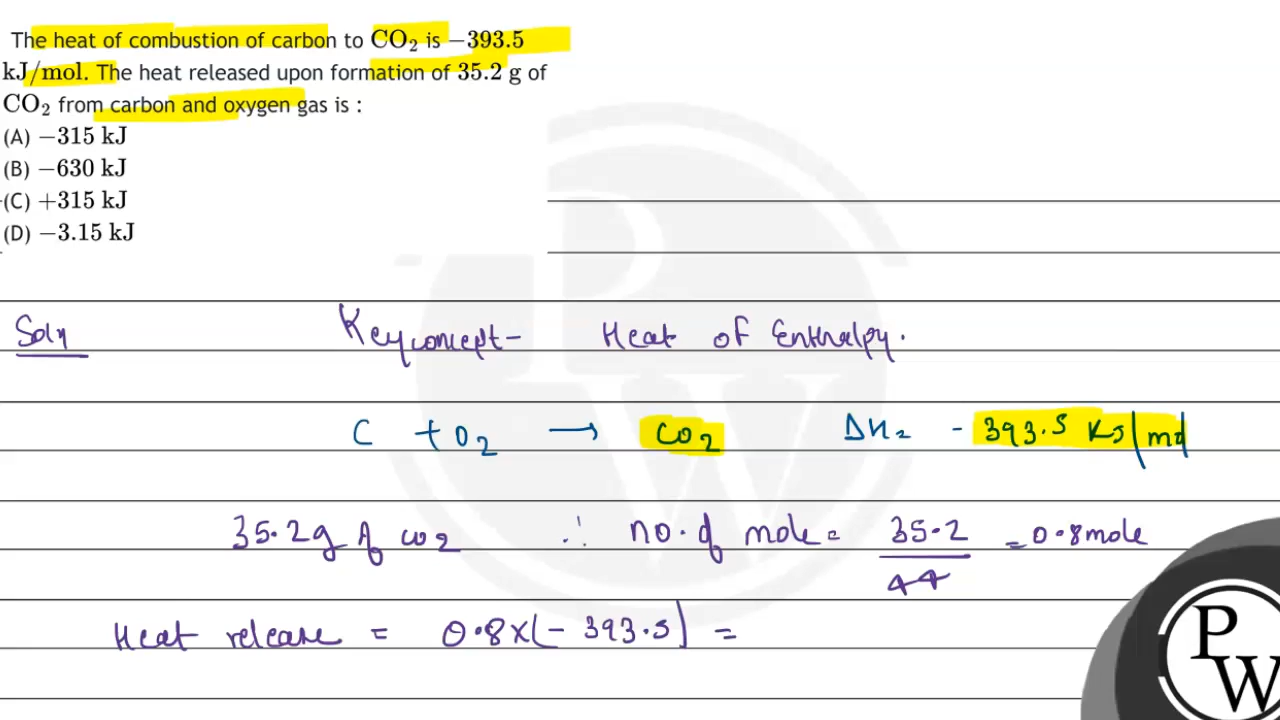 The heat of combustion of carbon to CO₂ is −393.5
kJ/mol. The heat released upon formation of 35.2 g of
CO₂ from carbon and oxygen gas is :
(A) −315 kJ
(B) −630 kJ
(C) +315 kJ
(D) −3.15 kJ
Soln Keyconcept- Heat of Enthalpy.
C + O₂ → CO₂ ΔH = - 393.5 KJ/mol
35.2g of CO₂ ∴ no. of mole = 35.2/44 = 0.8mole
Heat release = 0.8×(- 393.5) =
P
W
P
W